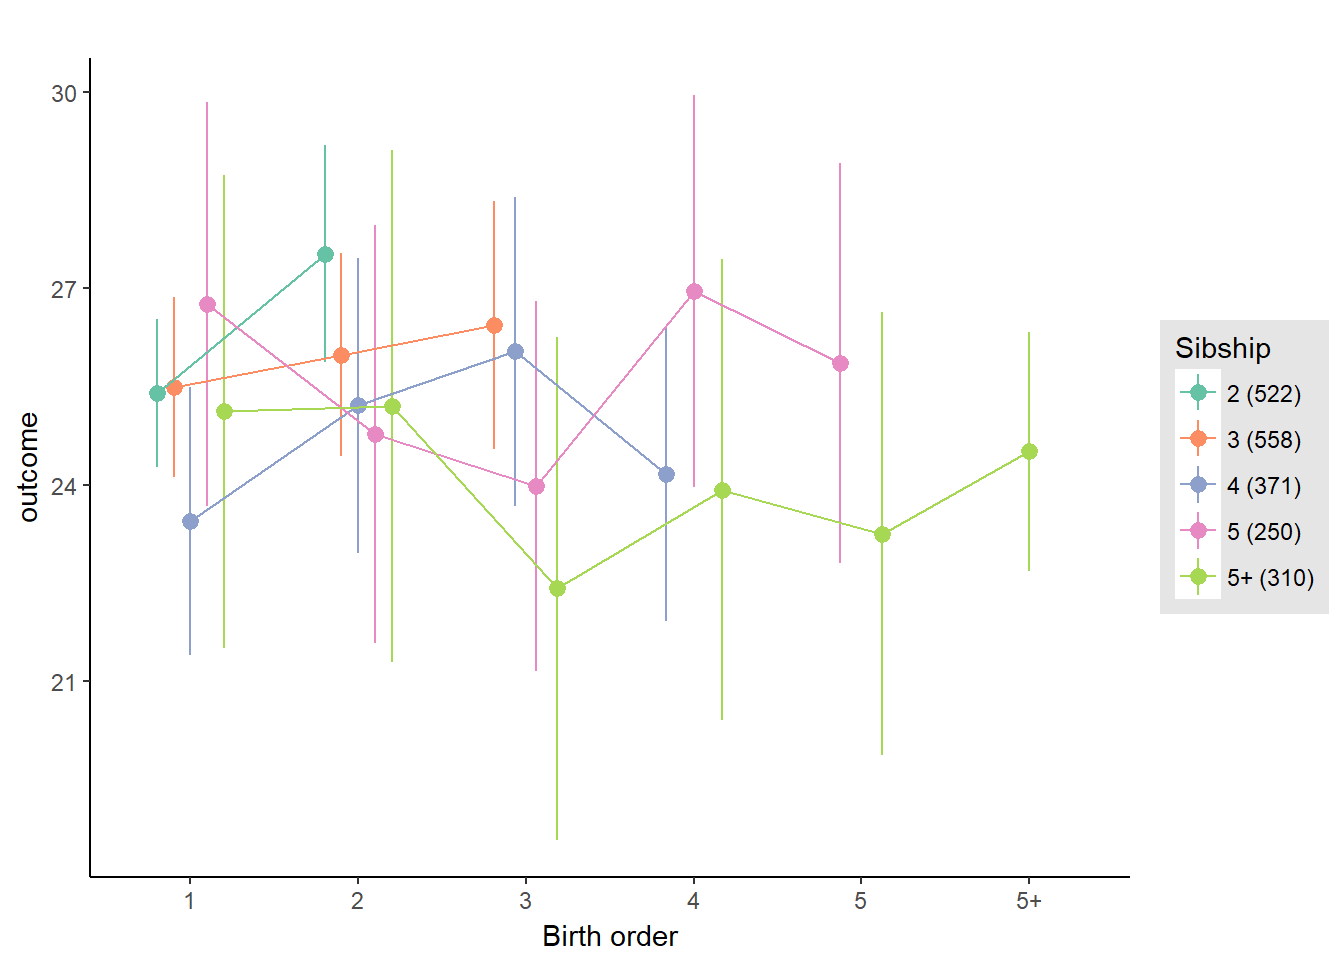 30
27
24
21
outcome
1 2 3 4 5 5+
Birth order
Sibship
2 (522)
3 (558)
4 (371)
5 (250)
5+ (310)